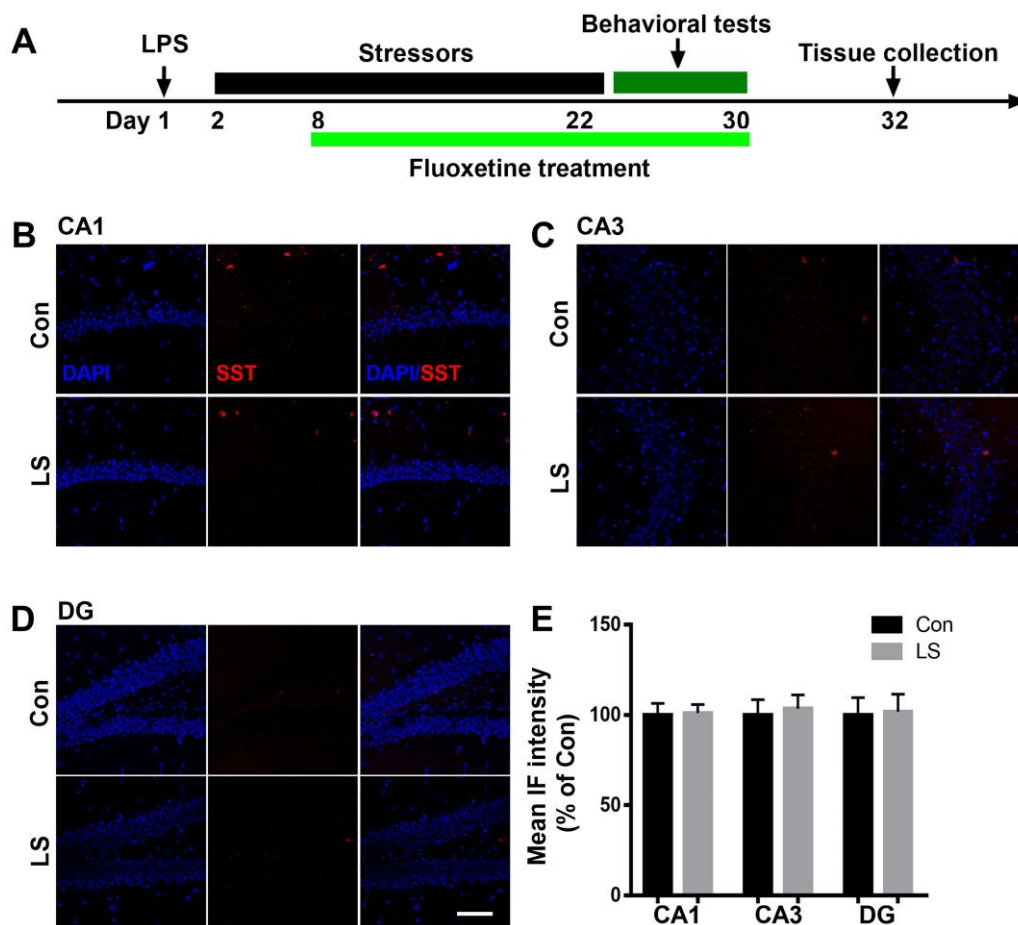 A
LPS
Stressors
Behavioral tests
Tissue collection
Day 1 2 8 22 30 32
Fluoxetine treatment
B
CA1
Con
DAPI SST DAPI/SST
LS
C
CA3
Con
LS
D
DG
Con
LS
E
Con
LS
Mean IF intensity
(% of Con)
150
100
50
0
CA1 CA3 DG